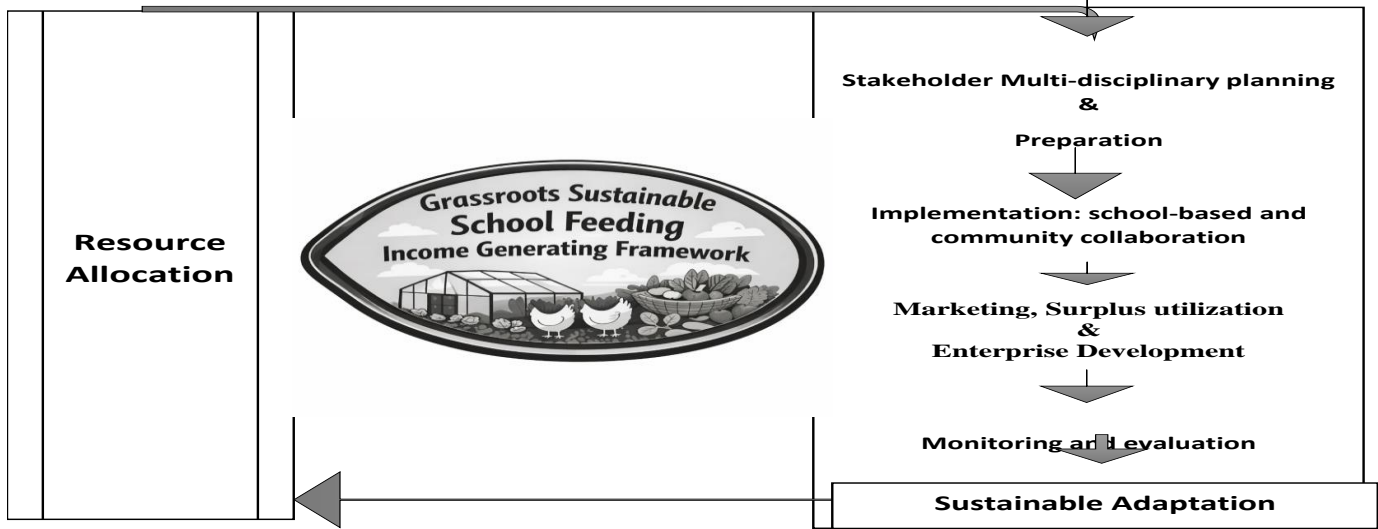 Resource
Allocation
Grassroots Sustainable
School Feeding
Income Generating Framework
Stakeholder Multi-disciplinary planning
&
Preparation
Implementation: school-based and
community collaboration
Marketing, Surplus utilization
&
Enterprise Development
Monitoring and evaluation
Sustainable Adaptation